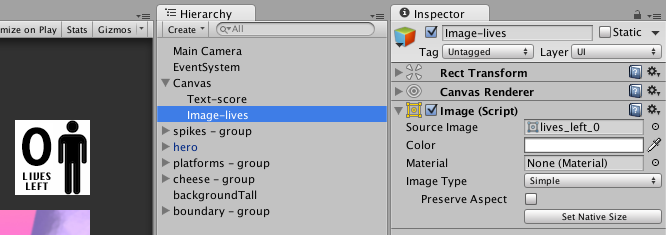 mize on Play Stats Gizmos
0
LIVES
LEFT
Hierarchy
Create All
Main Camera
EventSystem
Canvas
Text-score
Image-lives
spikes - group
hero
platforms - group
cheese - group
backgroundTall
boundary - group
Inspector
Image-lives Static
Tag Untagged Layer UI
Rect Transform
Canvas Renderer
Image (Script)
Source Image lives_left_0
Color
Material None (Material)
Image Type Simple
Preserve Aspect
Set Native Size